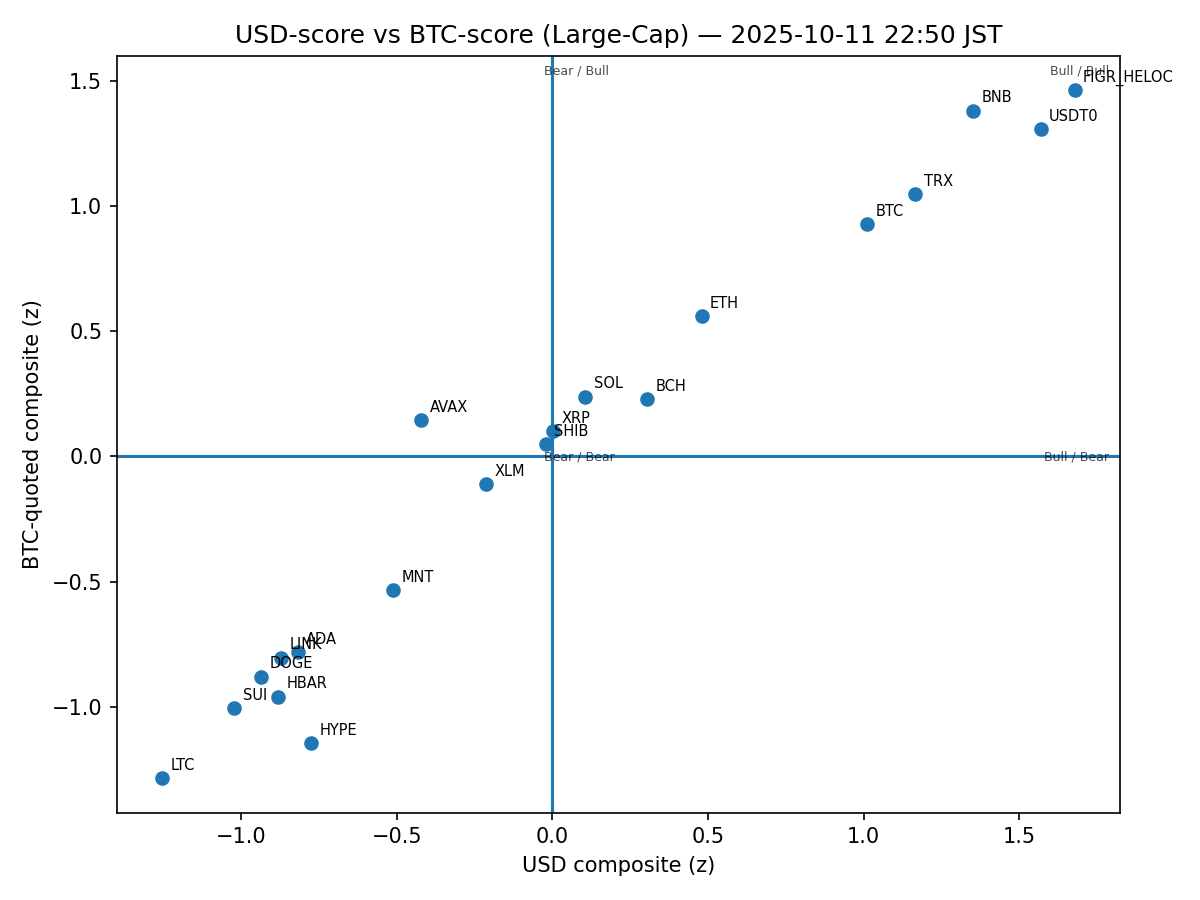 USD-score vs BTC-score (Large-Cap) — 2025-10-11 22:50 JST
Bear / Bull
Bull / Bull
FIGR_HELOC
BNB
USDT0
TRX
BTC
ETH
SOL
BCH
AVAX
XRP
SHIB
Bear / Bear
Bull / Bear
XLM
MNT
ADA
LINK
DOGE
HBAR
SUI
HYPE
LTC
1.5
1.0
0.5
0.0
−0.5
−1.0
BTC-quoted composite (z)
−1.0
−0.5
0.0
0.5
1.0
1.5
USD composite (z)